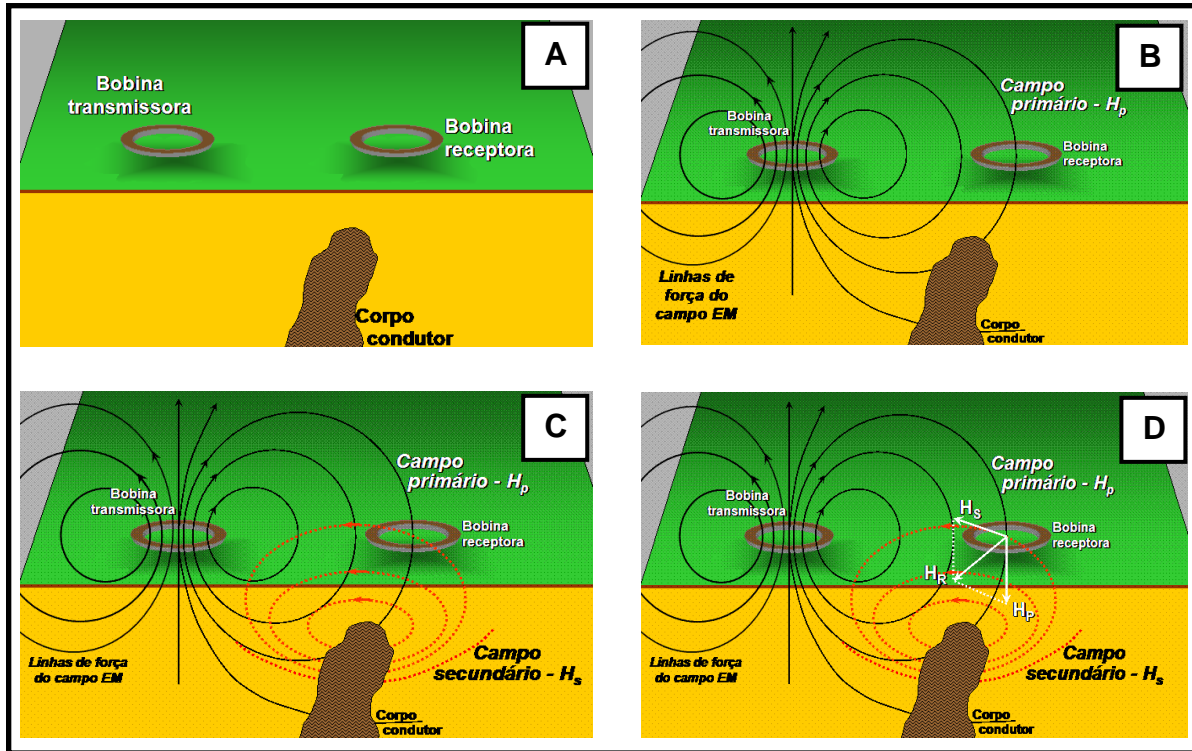 A
Bobina
transmissora
Bobina
receptora
Corpo
condutor
B
Campo
primário - Hp
Bobina
transmissora
Bobina
receptora
Linhas de
força do
campo EM
Corpo
condutor
C
Campo
primário - Hp
Bobina
transmissora
Bobina
receptora
Linhas de força
do campo EM
Campo
secundário - Hs
Corpo
condutor
D
Campo
primário - Hp
Bobina
transmissora
HS
Bobina
receptora
HR
HP
Linhas de força
do campo EM
Campo
secundário - Hs
Corpo
condutor